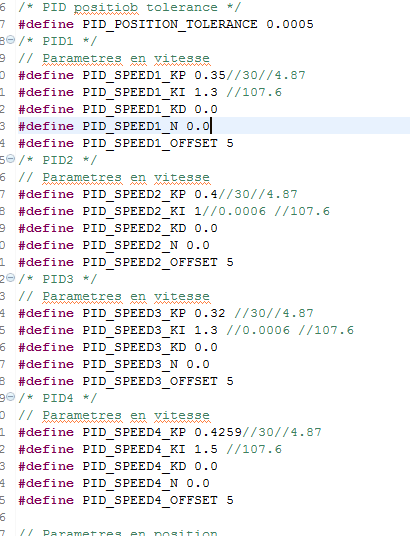 6 /* PID positiob tolerance */
7 #define PID_POSITION_TOLERANCE 0.0005
8 /* PID1 */
9 // Parametres en vitesse
0 #define PID_SPEED1_KP 0.35//30//4.87
1 #define PID_SPEED1_KI 1.3 //107.6
2 #define PID_SPEED1_KD 0.0
3 #define PID_SPEED1_N 0.0
4 #define PID_SPEED1_OFFSET 5
5 /* PID2 */
6 // Parametres en vitesse
7 #define PID_SPEED2_KP 0.4//30//4.87
8 #define PID_SPEED2_KI 1//0.0006 //107.6
9 #define PID_SPEED2_KD 0.0
0 #define PID_SPEED2_N 0.0
1 #define PID_SPEED2_OFFSET 5
2 /* PID3 */
3 // Parametres en vitesse
4 #define PID_SPEED3_KP 0.32 //30//4.87
5 #define PID_SPEED3_KI 1.3 //0.0006 //107.6
6 #define PID_SPEED3_KD 0.0
7 #define PID_SPEED3_N 0.0
8 #define PID_SPEED3_OFFSET 5
9 /* PID4 */
0 // Parametres en vitesse
1 #define PID_SPEED4_KP 0.4259//30//4.87
2 #define PID_SPEED4_KI 1.5 //107.6
3 #define PID_SPEED4_KD 0.0
4 #define PID_SPEED4_N 0.0
5 #define PID_SPEED4_OFFSET 5
6
7 // Parametres en position